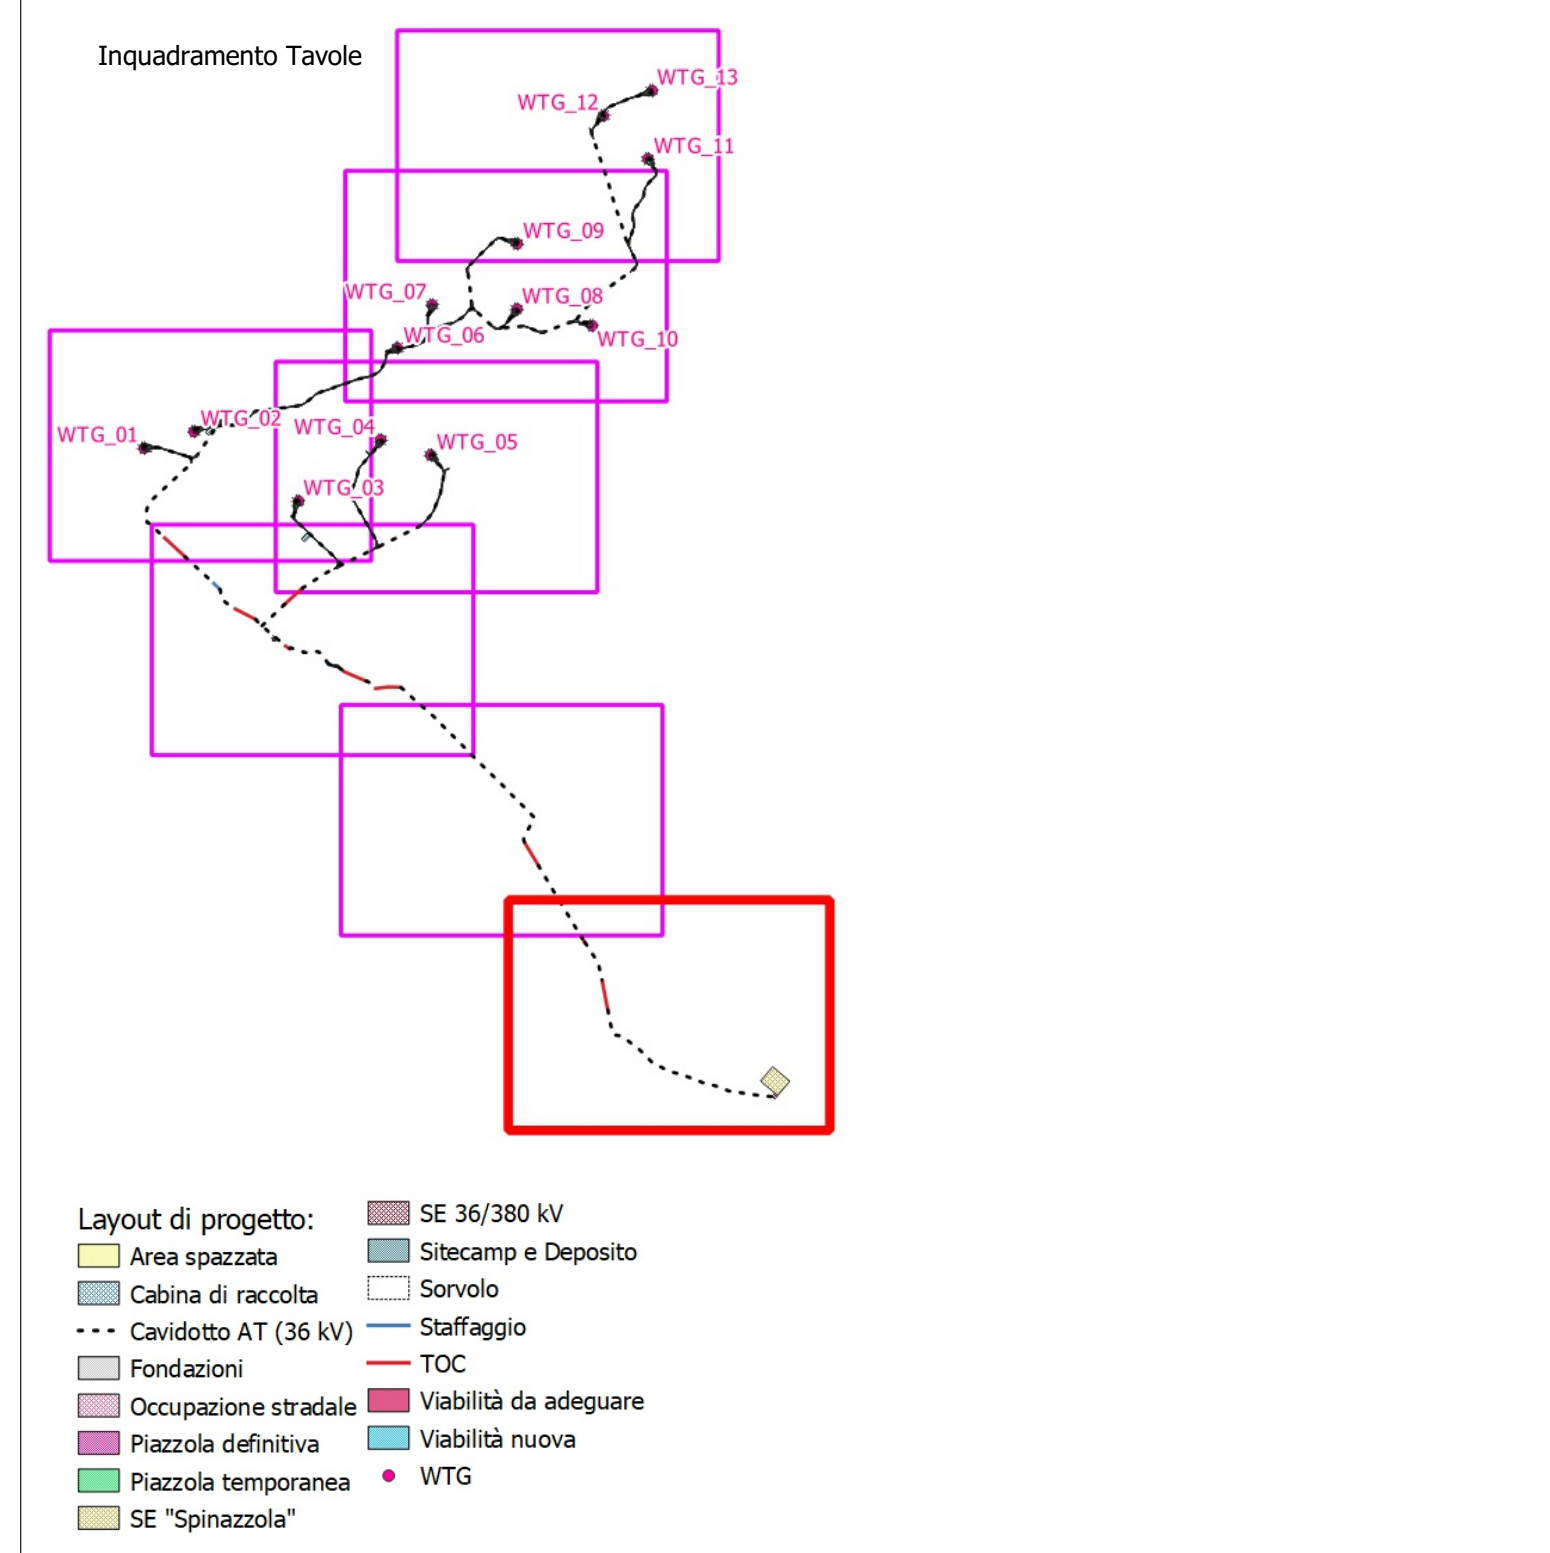 Inquadramento Tavole
WTG_13
WTG_12
WTG_11
WTG_09
WTG_07
WTG_08
WTG_06
WTG_10
WTG_02
WTG_01
WTG_04
WTG_05
WTG_03
Layout di progetto:
Area spazzata
Cabina di raccolta
Cavidotto AT (36 kV)
Fondazioni
Occupazione stradale
Piazzola definitiva
Piazzola temporanea
SE "Spinazzola"
SE 36/380 kV
Sitecamp e Deposito
Sorvolo
Staffaggio
TOC
Viabilità da adeguare
Viabilità nuova
WTG